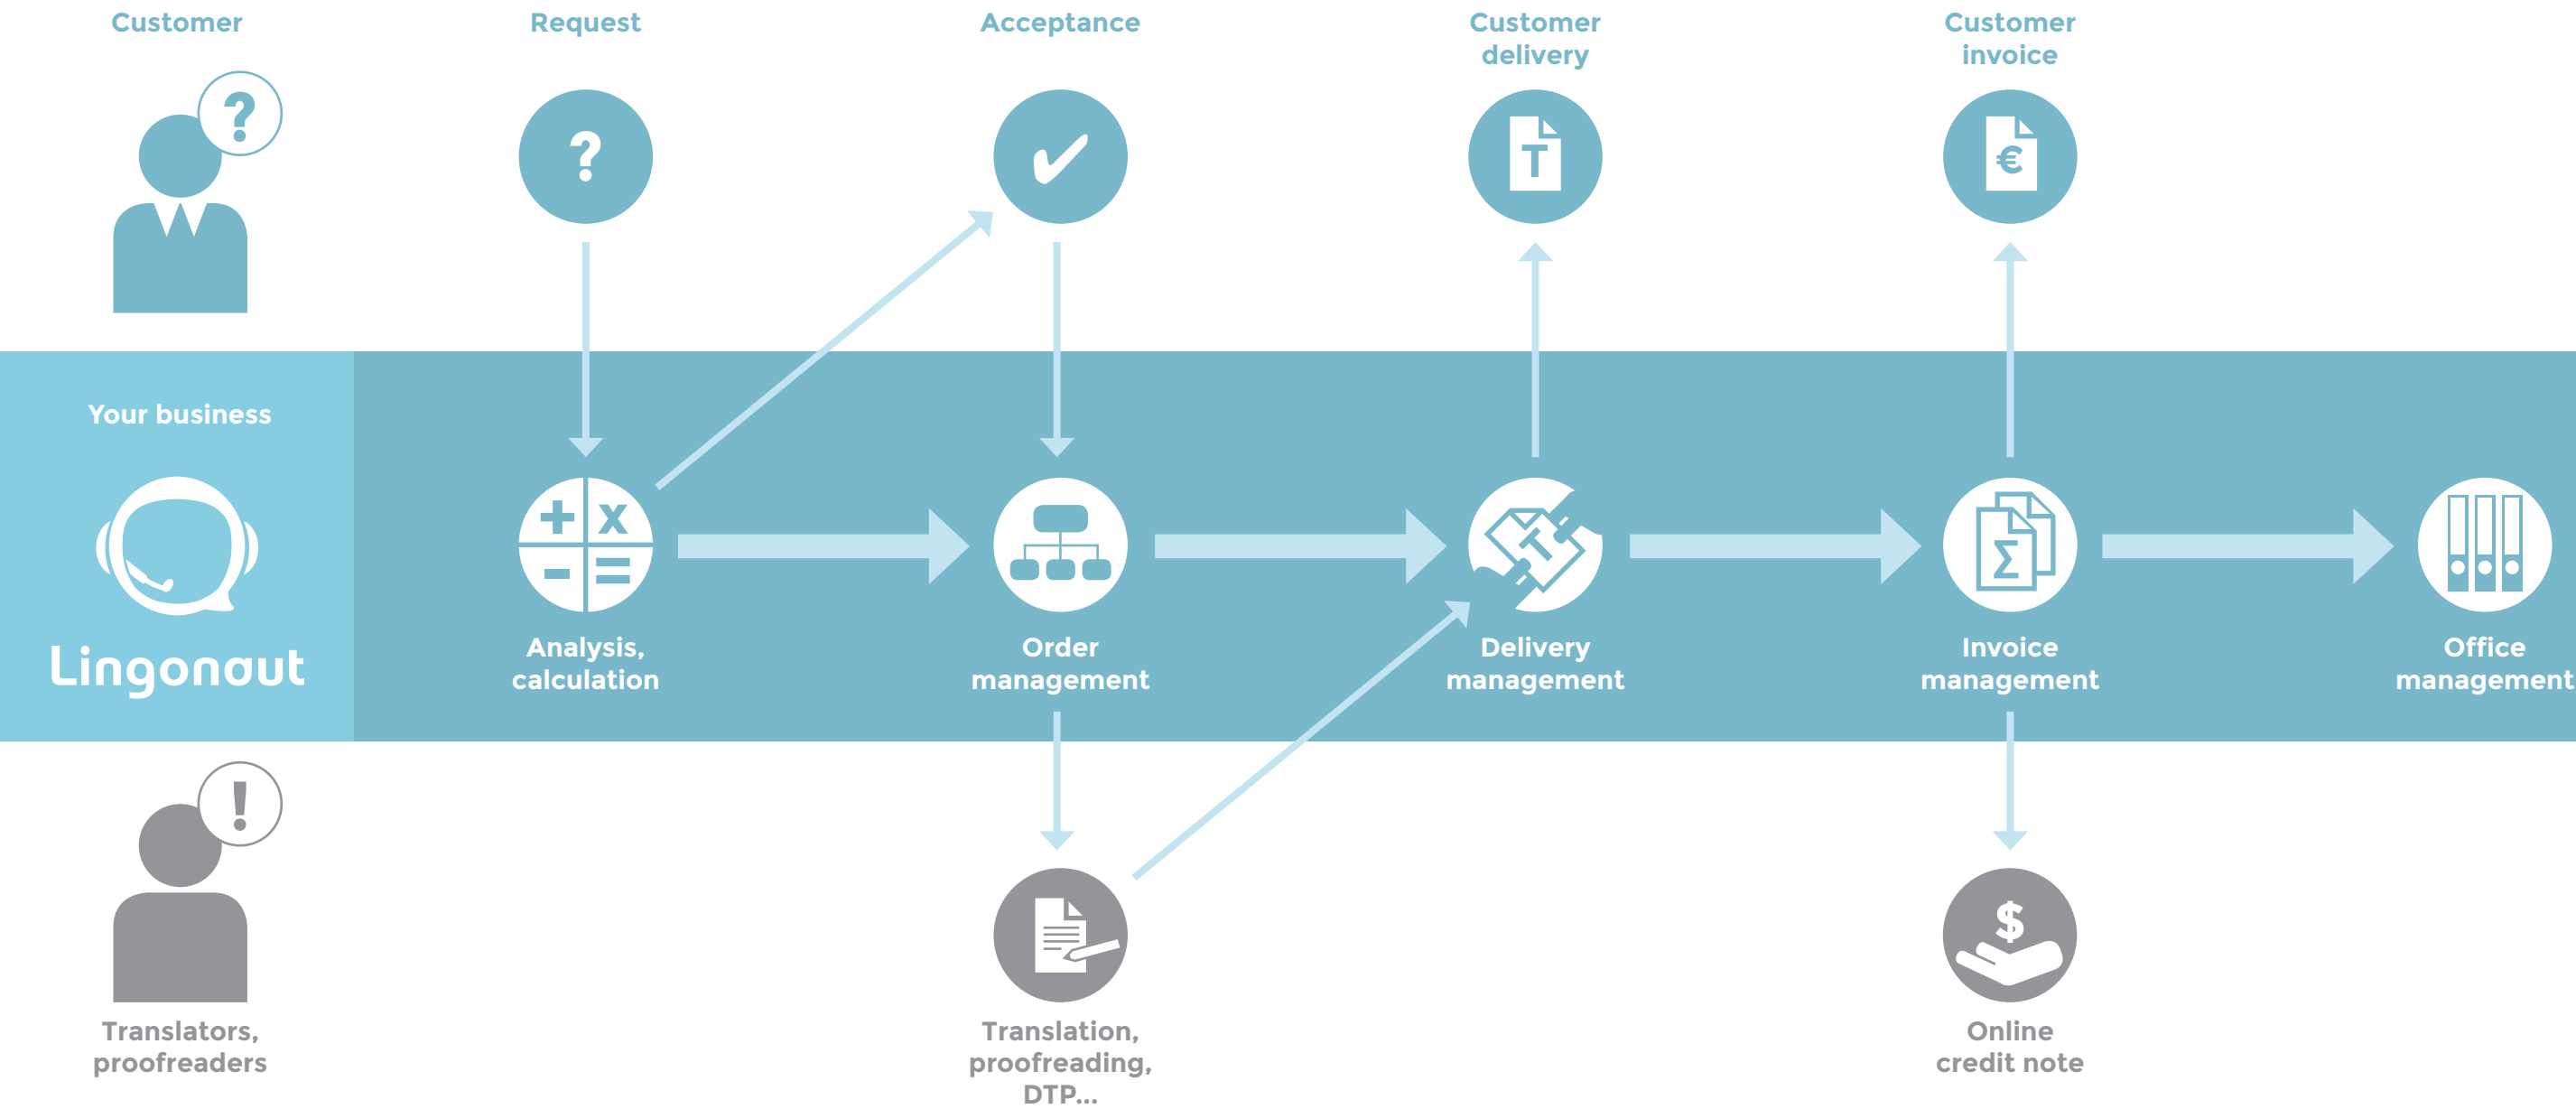 Customer
Request
Acceptance
Customer
delivery
Customer
invoice
?
?
T
€
Your business
Lingonaut
+ x
- =
T
Σ
Analysis,
calculation
Order
management
Delivery
management
Invoice
management
Office
management
!
$
Translators,
proofreaders
Translation,
proofreading,
DTP...
Online
credit note